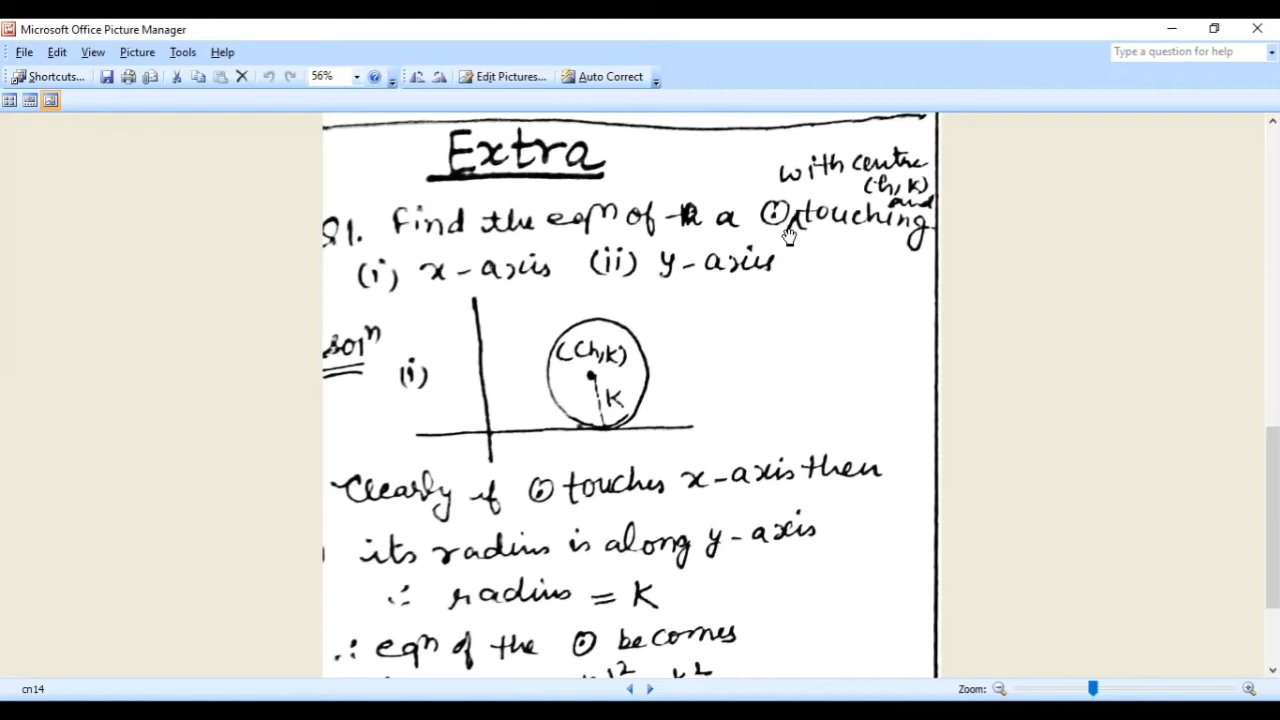 Microsoft Office Picture Manager
File Edit View Picture Tools Help
Type a question for help
Shortcuts... 56% Edit Pictures... Auto Correct
Extra
with centre
(h, k)
and
Q1. Find the eqn of a ⊙ touching
(i) x-axis (ii) y-axis
Soln (i)
(h, k)
K
Clearly if ⊙ touches x-axis then
its radius is along y-axis
∴ radius = K
∴ eqn of the ⊙ becomes
cn14
Zoom: